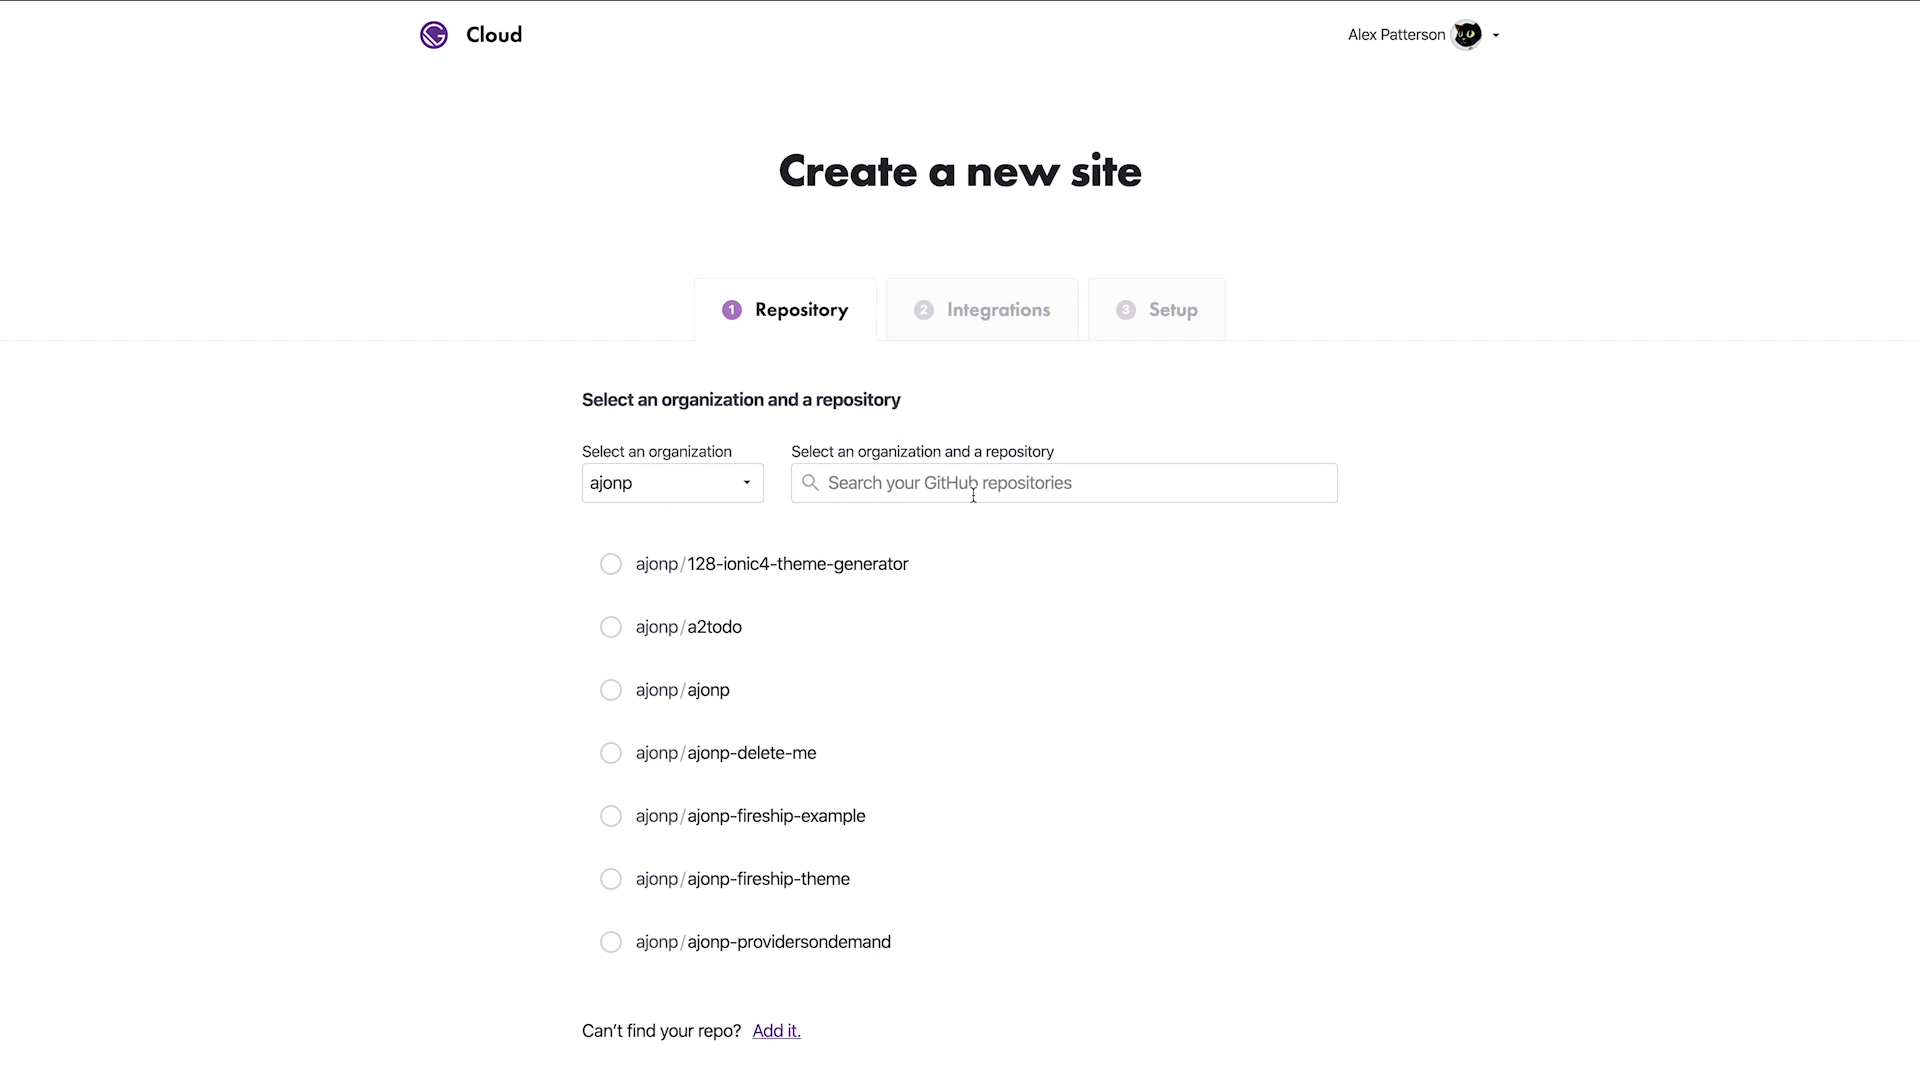 Cloud
Alex Patterson
Create a new site
1 Repository
2 Integrations
3 Setup
Select an organization and a repository
Select an organization
Select an organization and a repository
ajonp
Search your GitHub repositories
ajonp/128-ionic4-theme-generator
ajonp/a2todo
ajonp/ajonp
ajonp/ajonp-delete-me
ajonp/ajonp-fireship-example
ajonp/ajonp-fireship-theme
ajonp/ajonp-providersondemand
Can't find your repo? Add it.